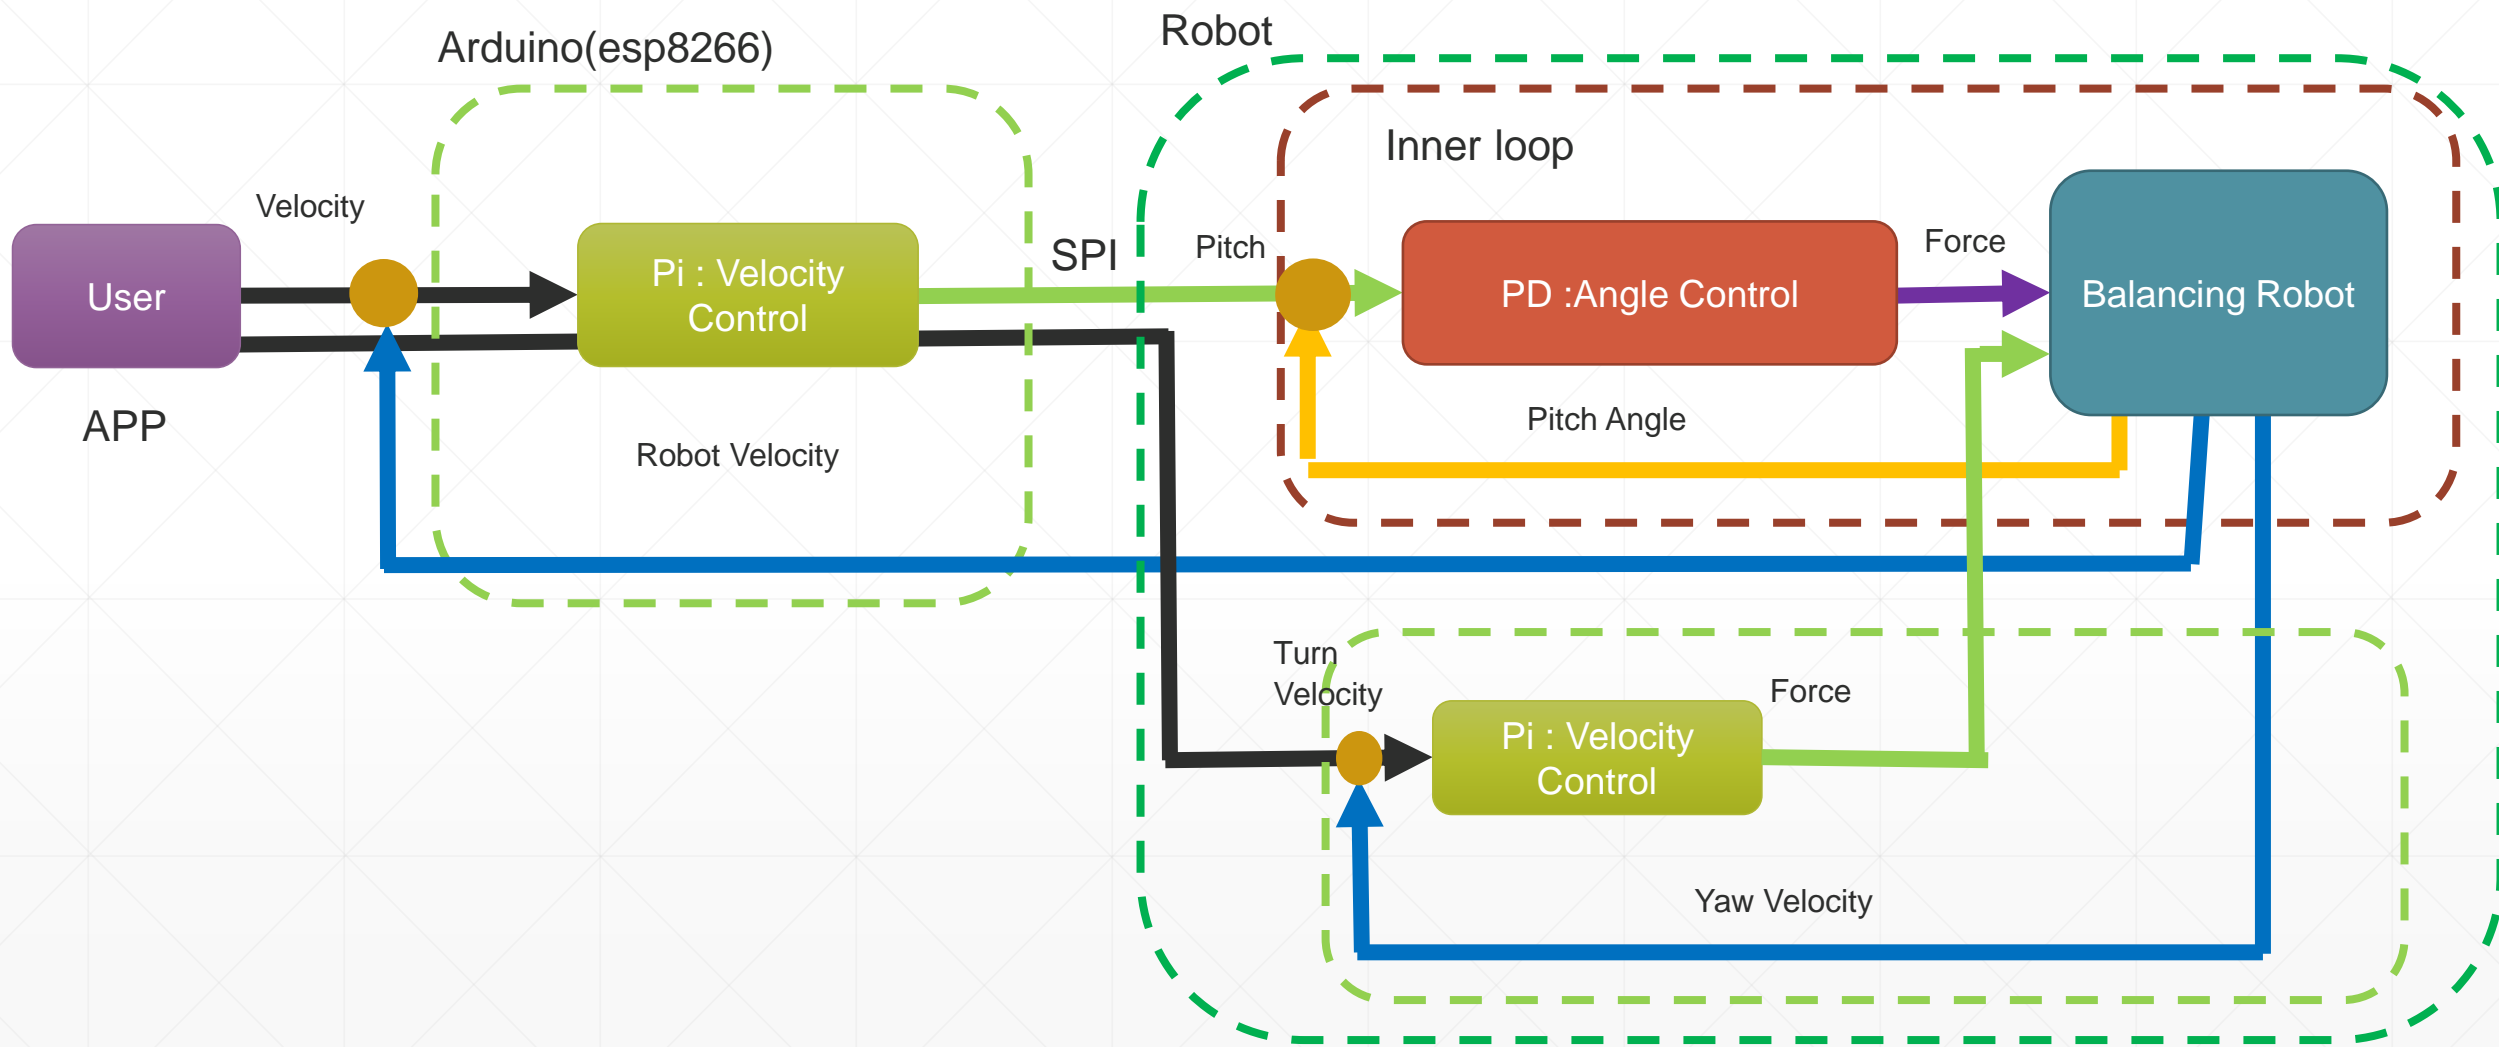 Robot
Arduino(esp8266)
Inner loop
Velocity
SPI
Pitch
Force
User
Pi : Velocity
Control
PD :Angle Control
Balancing Robot
APP
Pitch Angle
Robot Velocity
Turn
Velocity
Force
Pi : Velocity
Control
Yaw Velocity